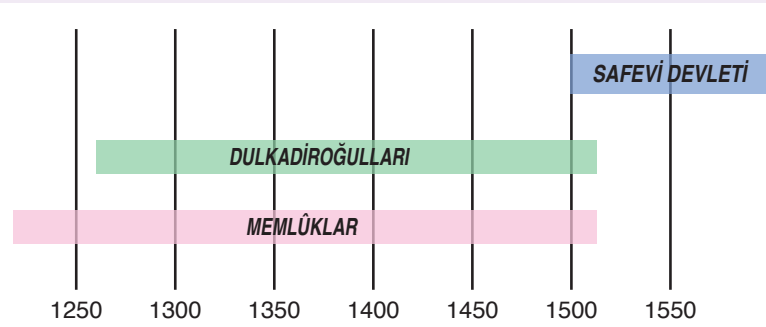 SAFEVİ DEVLETİ
DULKADİROĞULLARI
MEMLÛKLAR
1250 1300 1350 1400 1450 1500 1550